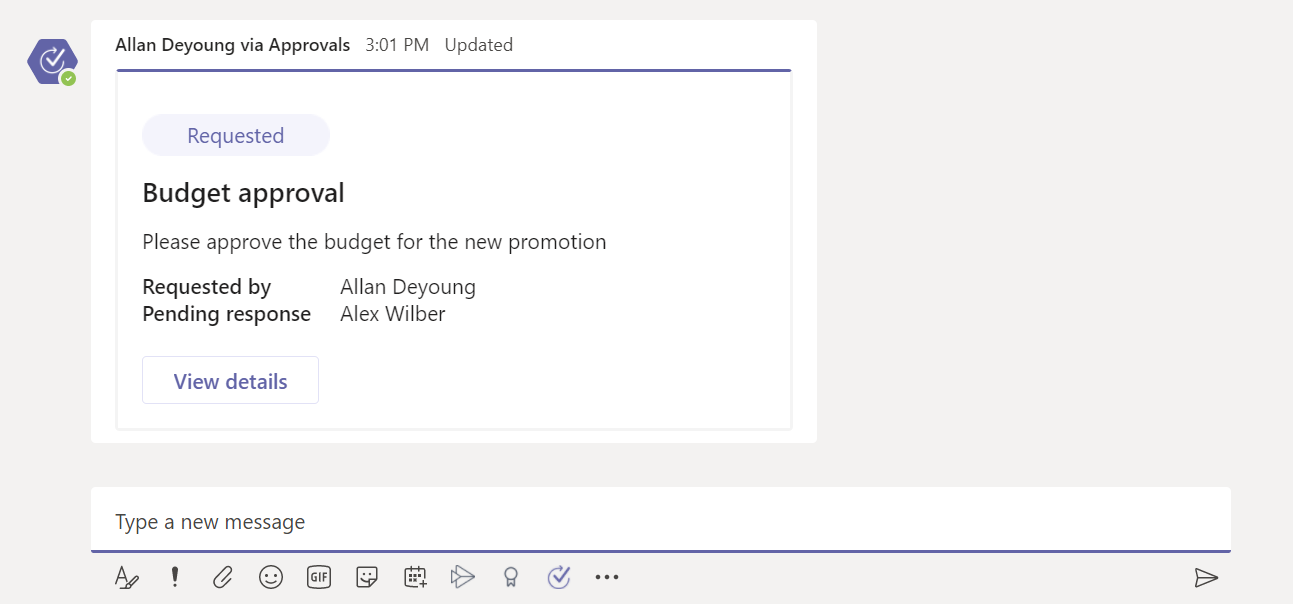 Allan Deyoung via Approvals 3:01 PM Updated
Requested
Budget approval
Please approve the budget for the new promotion
Requested by Allan Deyoung
Pending response Alex Wilber
View details
Type a new message
GIF